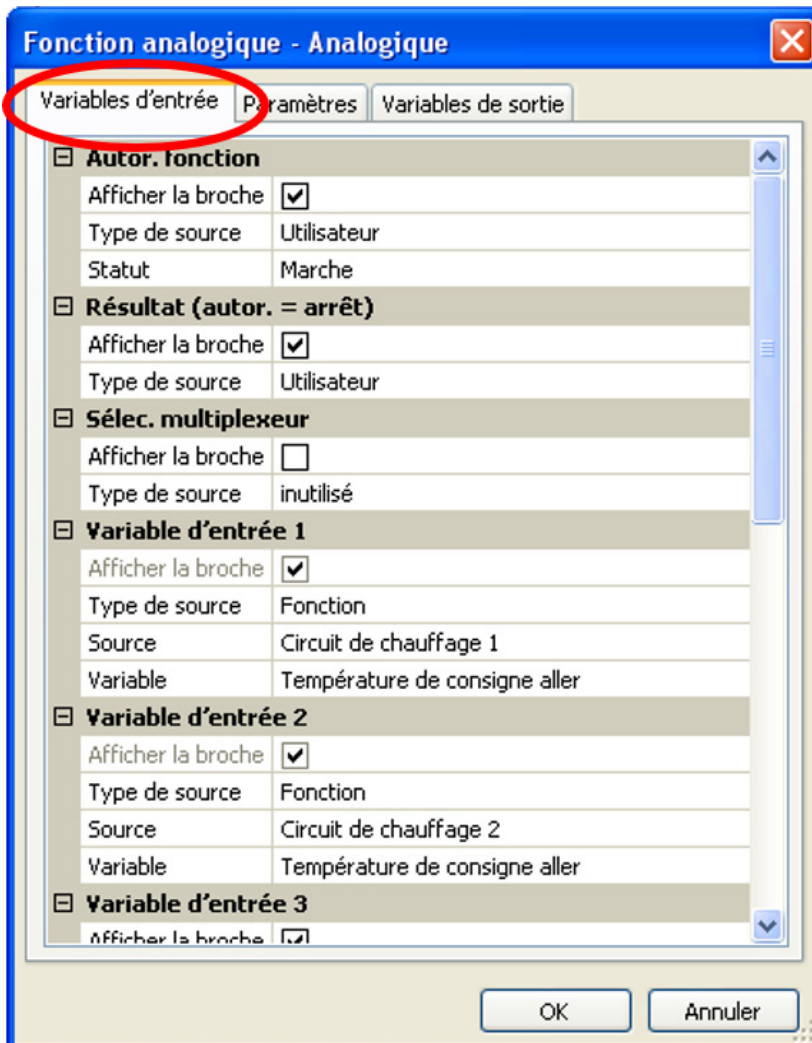 Fonction analogique - Analogique
Variables d'entrée Paramètres Variables de sortie
Autor. fonction
Afficher la broche
Type de source Utilisateur
Statut Marche
Résultat (autor. = arrêt)
Afficher la broche
Type de source Utilisateur
Sélec. multiplexeur
Afficher la broche
Type de source inutilisé
Variable d'entrée 1
Afficher la broche
Type de source Fonction
Source Circuit de chauffage 1
Variable Température de consigne aller
Variable d'entrée 2
Afficher la broche
Type de source Fonction
Source Circuit de chauffage 2
Variable Température de consigne aller
Variable d'entrée 3
Afficher la broche
OK Annuler